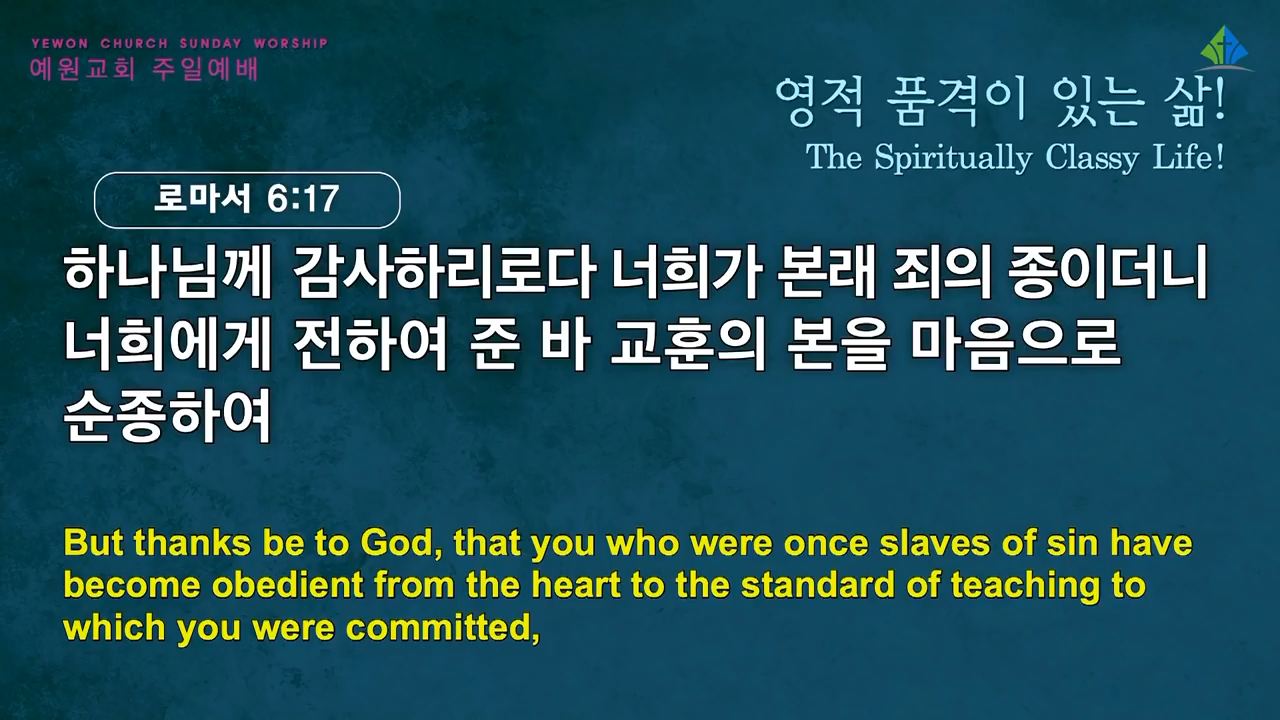 YEWON CHURCH SUNDAY WORSHIP
예원교회 주일예배
영적 품격이 있는 삶!
The Spiritually Classy Life!
로마서 6:17
하나님께 감사하리로다 너희가 본래 죄의 종이더니
너희에게 전하여 준 바 교훈의 본을 마음으로
순종하여
But thanks be to God, that you who were once slaves of sin have
become obedient from the heart to the standard of teaching to
which you were committed,